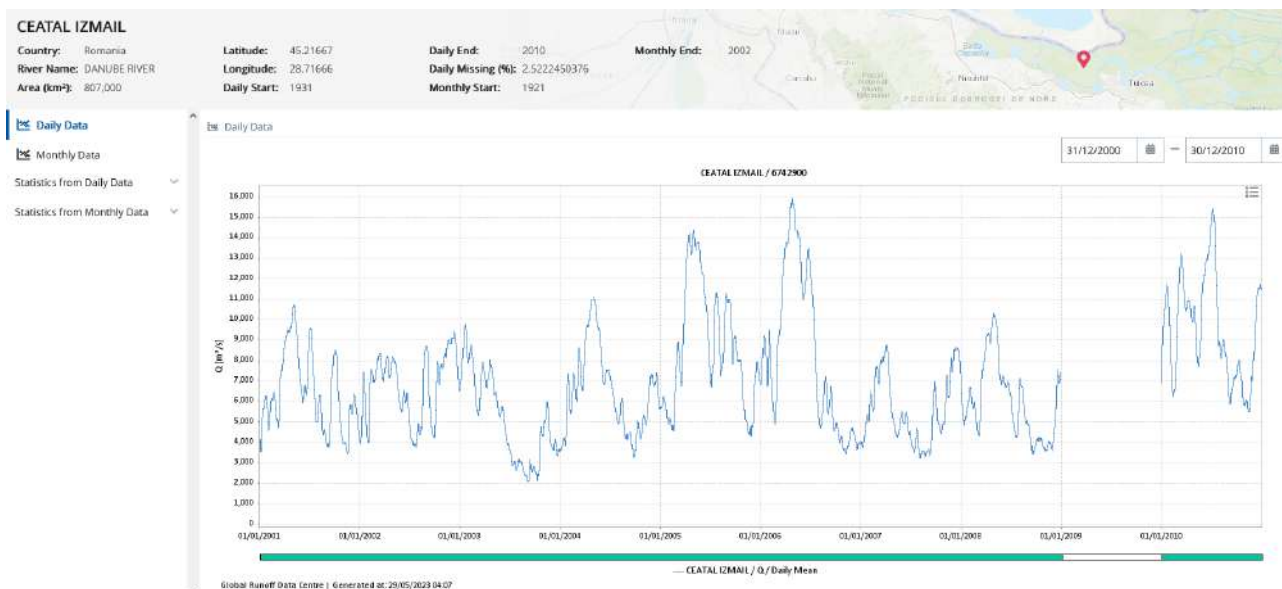 CEATAL IZMAIL
Country: Romania Latitude: 45.21667 Daily End: 2010 Monthly End: 2002
River Name: DANUBE RIVER Longitude: 28.71666 Daily Missing (%): 2.5222450376
Area (km²): 807,000 Daily Start: 1931 Monthly Start: 1921
Tulcea
Daily Data
Monthly Data
Statistics from Daily Data
Statistics from Monthly Data
Daily Data
31/12/2000 — 30/12/2010
CEATAL IZMAIL / 6742900
Q [m³/s]
16,000
15,000
14,000
13,000
12,000
11,000
10,000
9,000
8,000
7,000
6,000
5,000
4,000
3,000
2,000
1,000
0
01/01/2001 01/01/2002 01/01/2003 01/01/2004 01/01/2005 01/01/2006 01/01/2007 01/01/2008 01/01/2009 01/01/2010
— CEATAL IZMAIL / Q / Daily Mean
Global Runoff Data Centre | Generated at: 29/05/2023 04:07